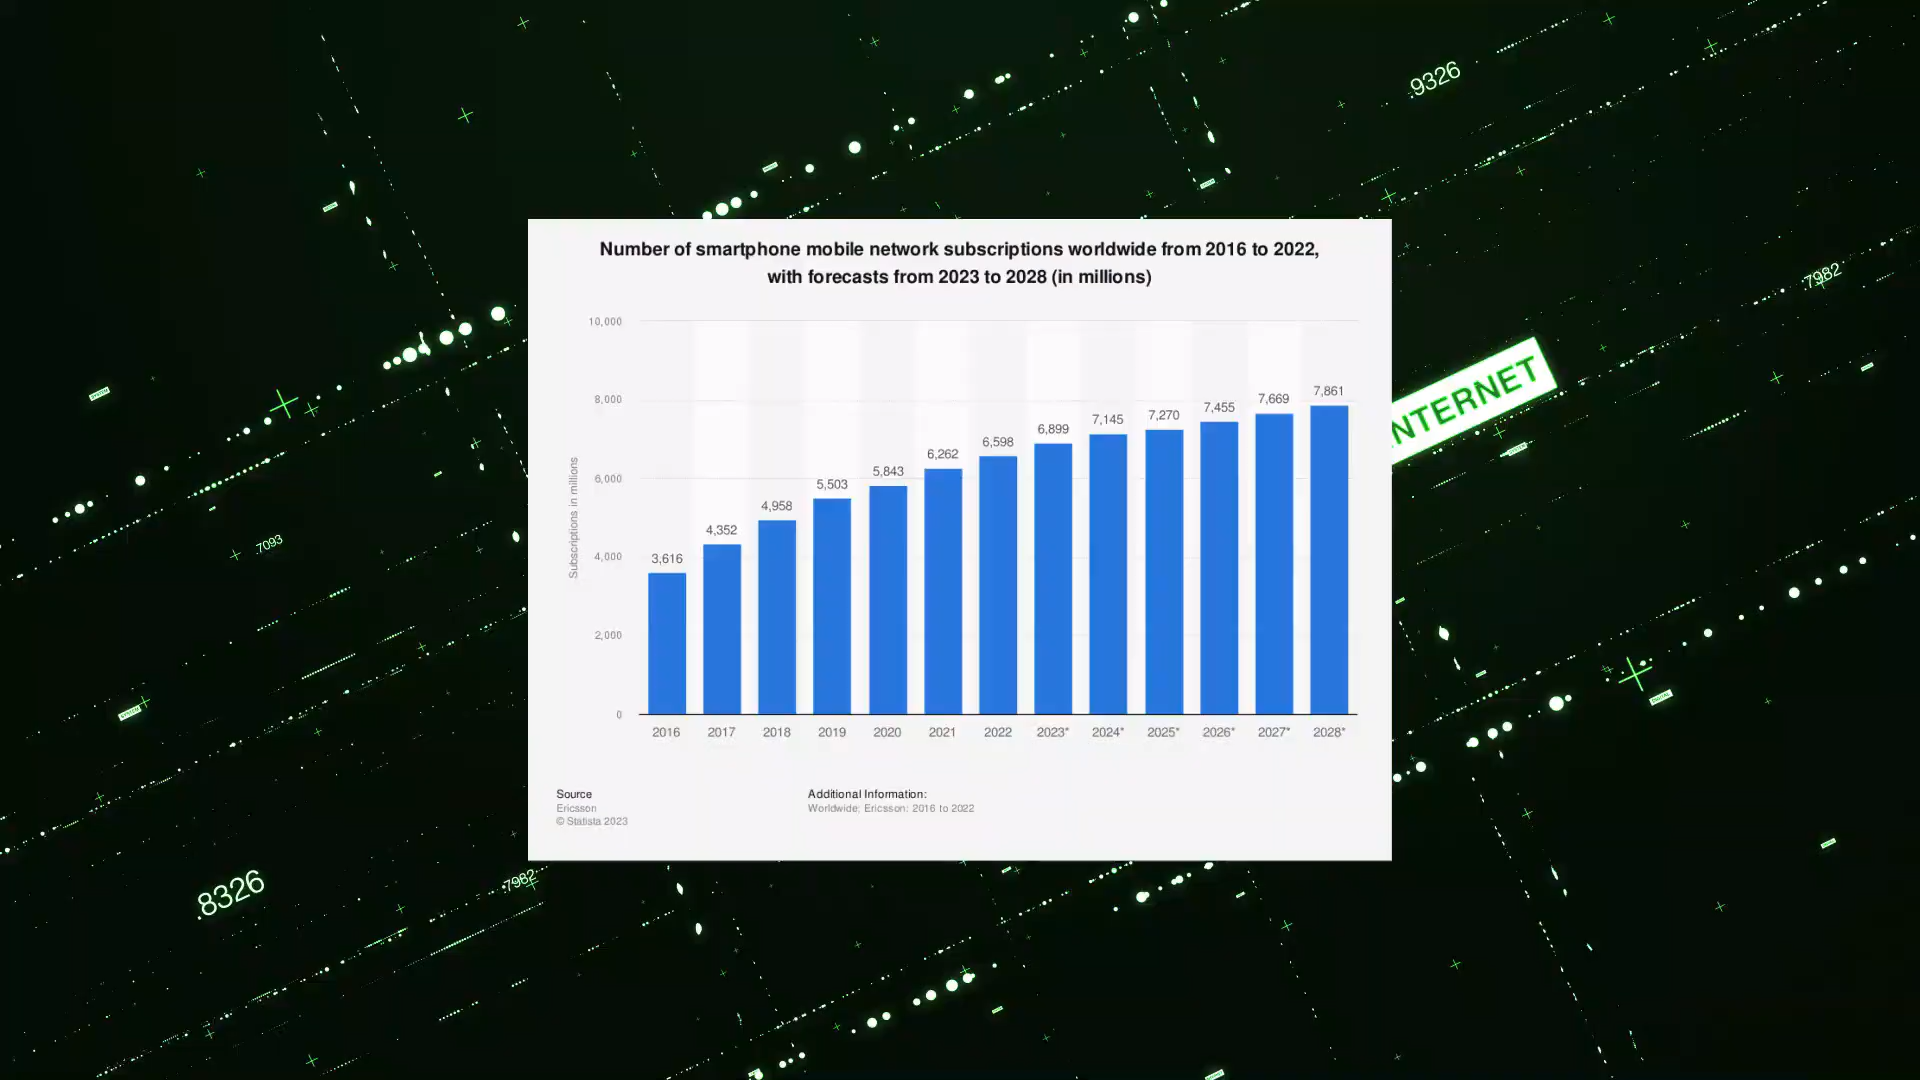 .9326
.7982
Number of smartphone mobile network subscriptions worldwide from 2016 to 2022,
with forecasts from 2023 to 2028 (in millions)
Subscriptions in millions
10,000
8,000
6,000
4,000
2,000
0
3,616
4,352
4,958
5,503
5,843
6,262
6,598
6,899
7,145
7,270
7,455
7,669
7,861
2016 2017 2018 2019 2020 2021 2022 2023* 2024* 2025* 2026* 2027* 2028*
Source
Ericsson
© Statista 2023
Additional Information:
Worldwide; Ericsson: 2016 to 2022
NTERNET
.7093
.8326
.7982